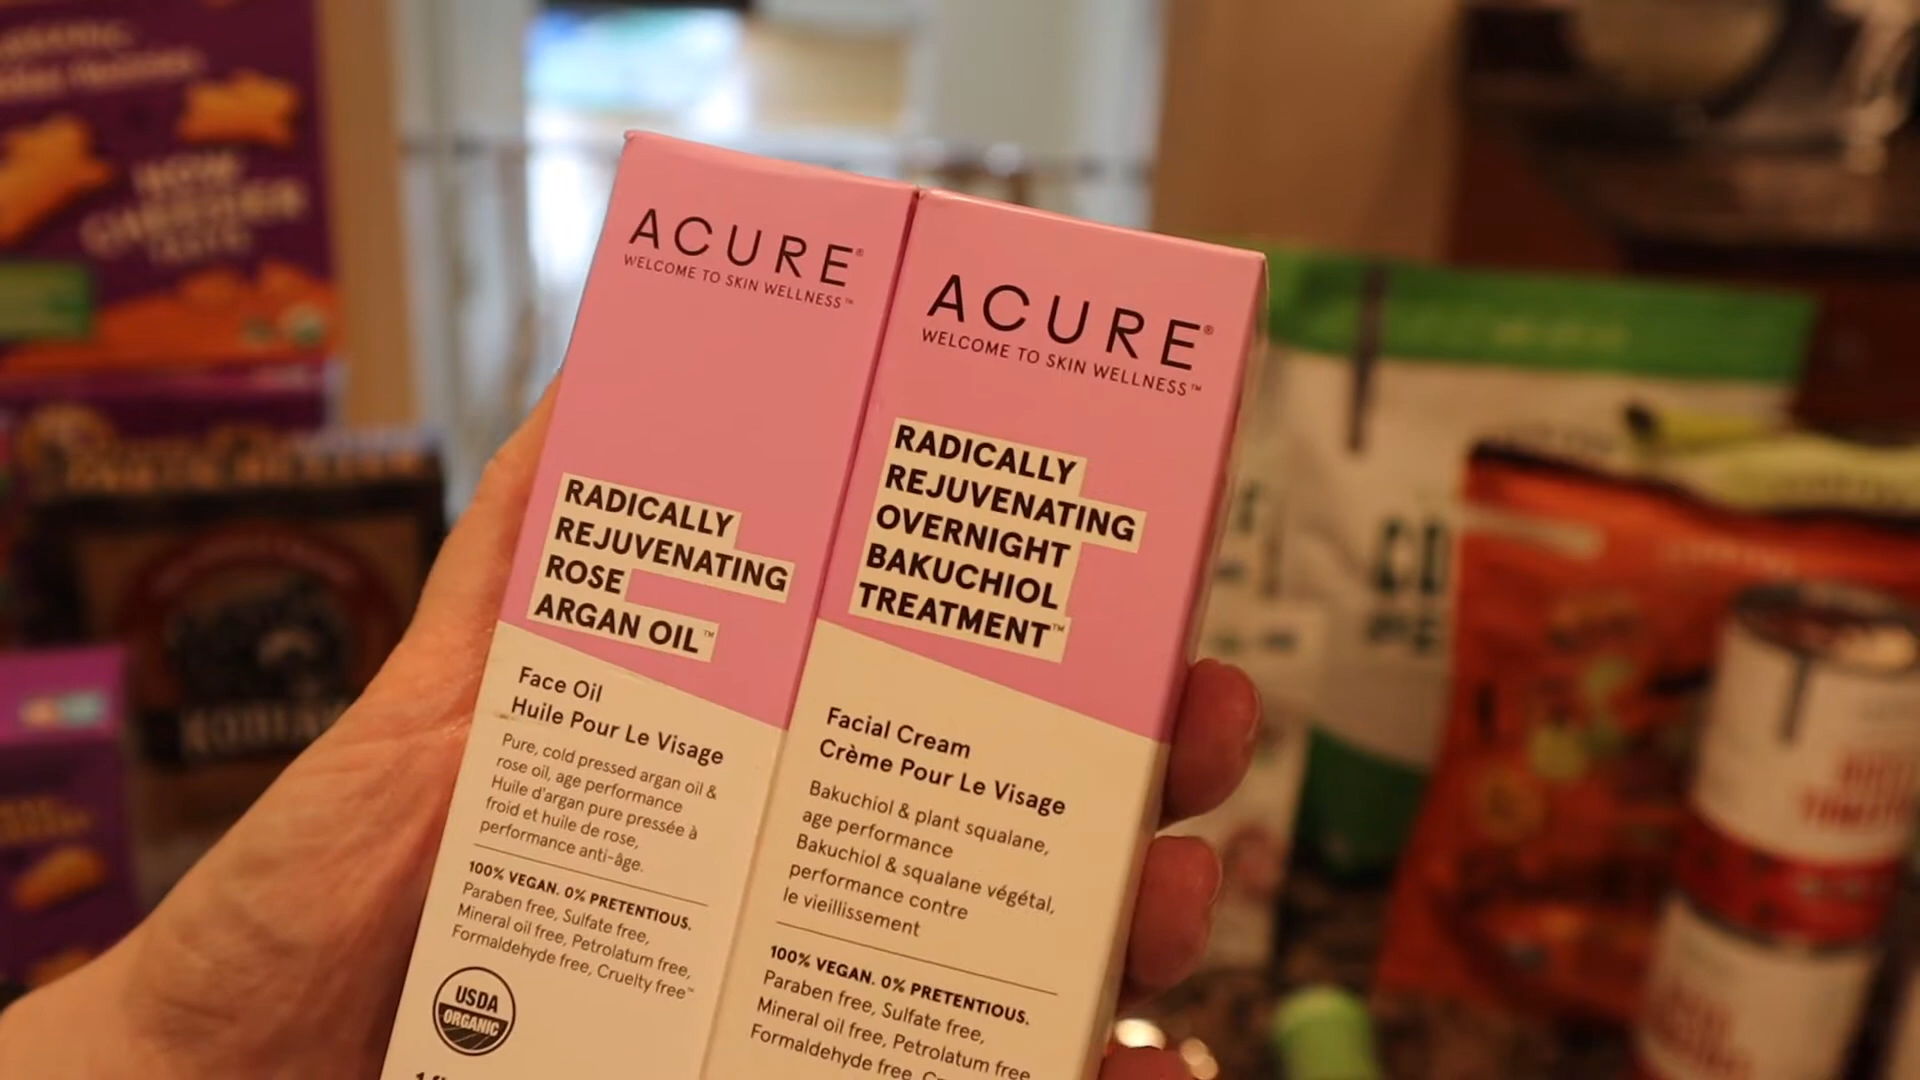 ACURE®
WELCOME TO SKIN WELLNESS™
RADICALLY
REJUVENATING
ROSE
ARGAN OIL™
Face Oil
Huile Pour Le Visage
Pure, cold pressed argan oil &
rose oil, age performance
Huile d'argan pure pressée à
froid et huile de rose,
performance anti-âge.
100% VEGAN. 0% PRETENTIOUS.
Paraben free, Sulfate free,
Mineral oil free, Petrolatum free,
Formaldehyde free, Cruelty free™
USDA
ORGANIC
ACURE®
WELCOME TO SKIN WELLNESS™
RADICALLY
REJUVENATING
OVERNIGHT
BAKUCHIOL
TREATMENT™
Facial Cream
Crème Pour Le Visage
Bakuchiol & plant squalane,
age performance
Bakuchiol & squalane végétal,
performance contre
le vieillissement
100% VEGAN. 0% PRETENTIOUS.
Paraben free, Sulfate free,
Mineral oil free, Petrolatum free
Formaldehyde free,
NOW
CHEDDIER
KODIAK